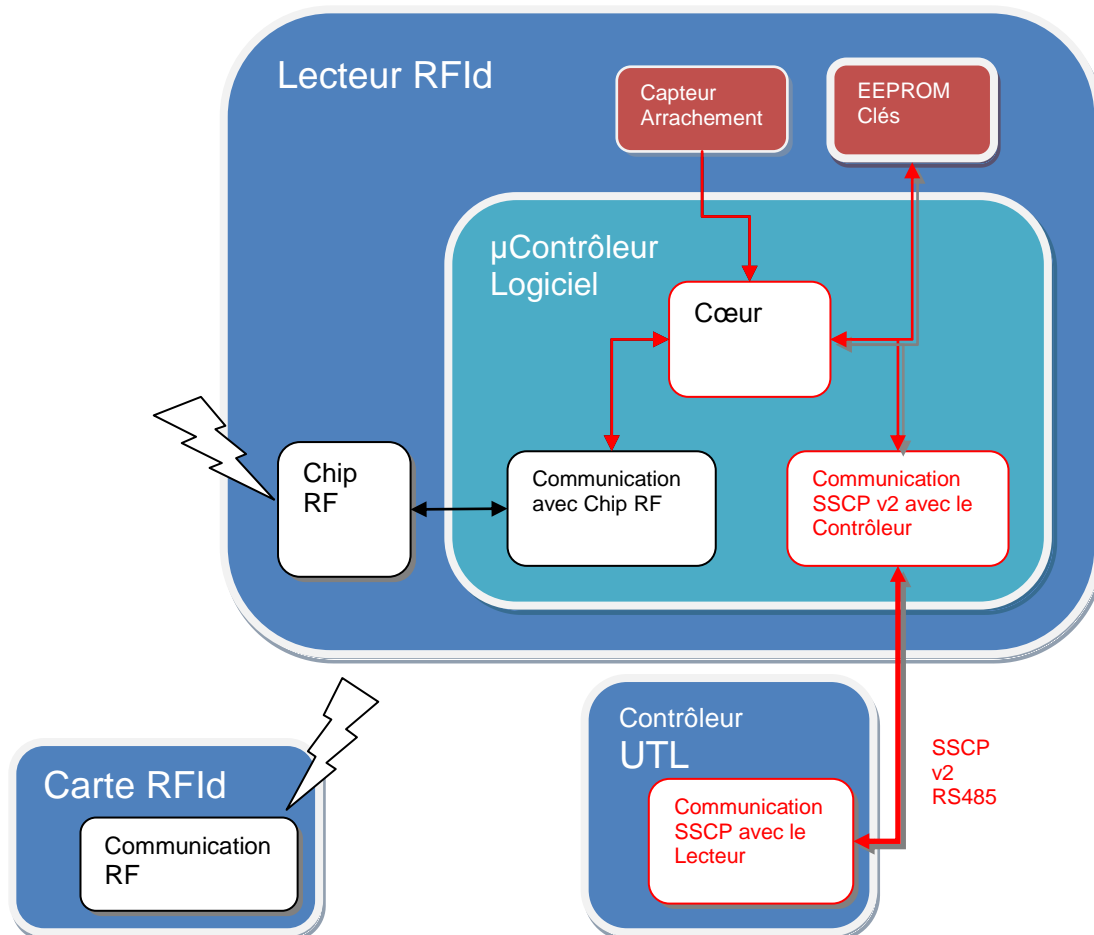 Lecteur RFId
Capteur
Arrachement
EEPROM
Clés
µContrôleur
Logiciel
Cœur
Chip
RF
Communication
avec Chip RF
Communication
SSCP v2 avec le
Contrôleur
Contrôleur
UTL
Communication
SSCP avec le
Lecteur
SSCP
v2
RS485
Carte RFId
Communication
RF